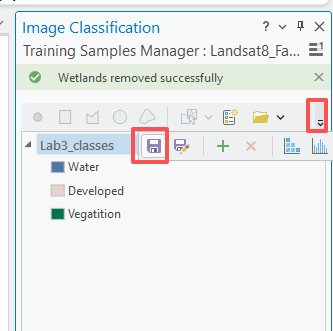 Image Classification
Training Samples Manager : Landsat8_Fa...
Wetlands removed successfully
Lab3_classes
Water
Developed
Vegatition